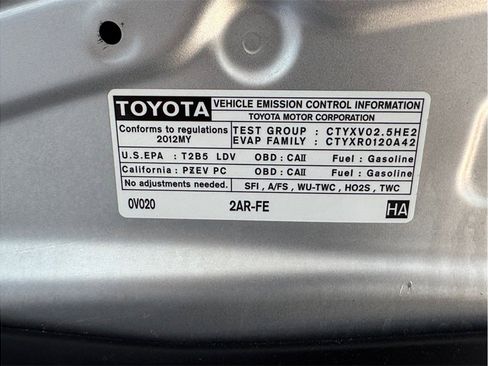 TOYOTA VEHICLE EMISSION CONTROL INFORMATION
TOYOTA MOTOR CORPORATION
Conforms to regulations
2012MY
TEST GROUP : CTYXV02.5HE2
EVAP FAMILY : CTYXR0120A42
U.S.EPA : T2B5 LDV OBD : CAII Fuel : Gasoline
California : PZEV PC OBD : CAII Fuel : Gasoline
No adjustments needed. SFI , A/FS , WU-TWC , HO2S , TWC
0V020 2AR-FE HA